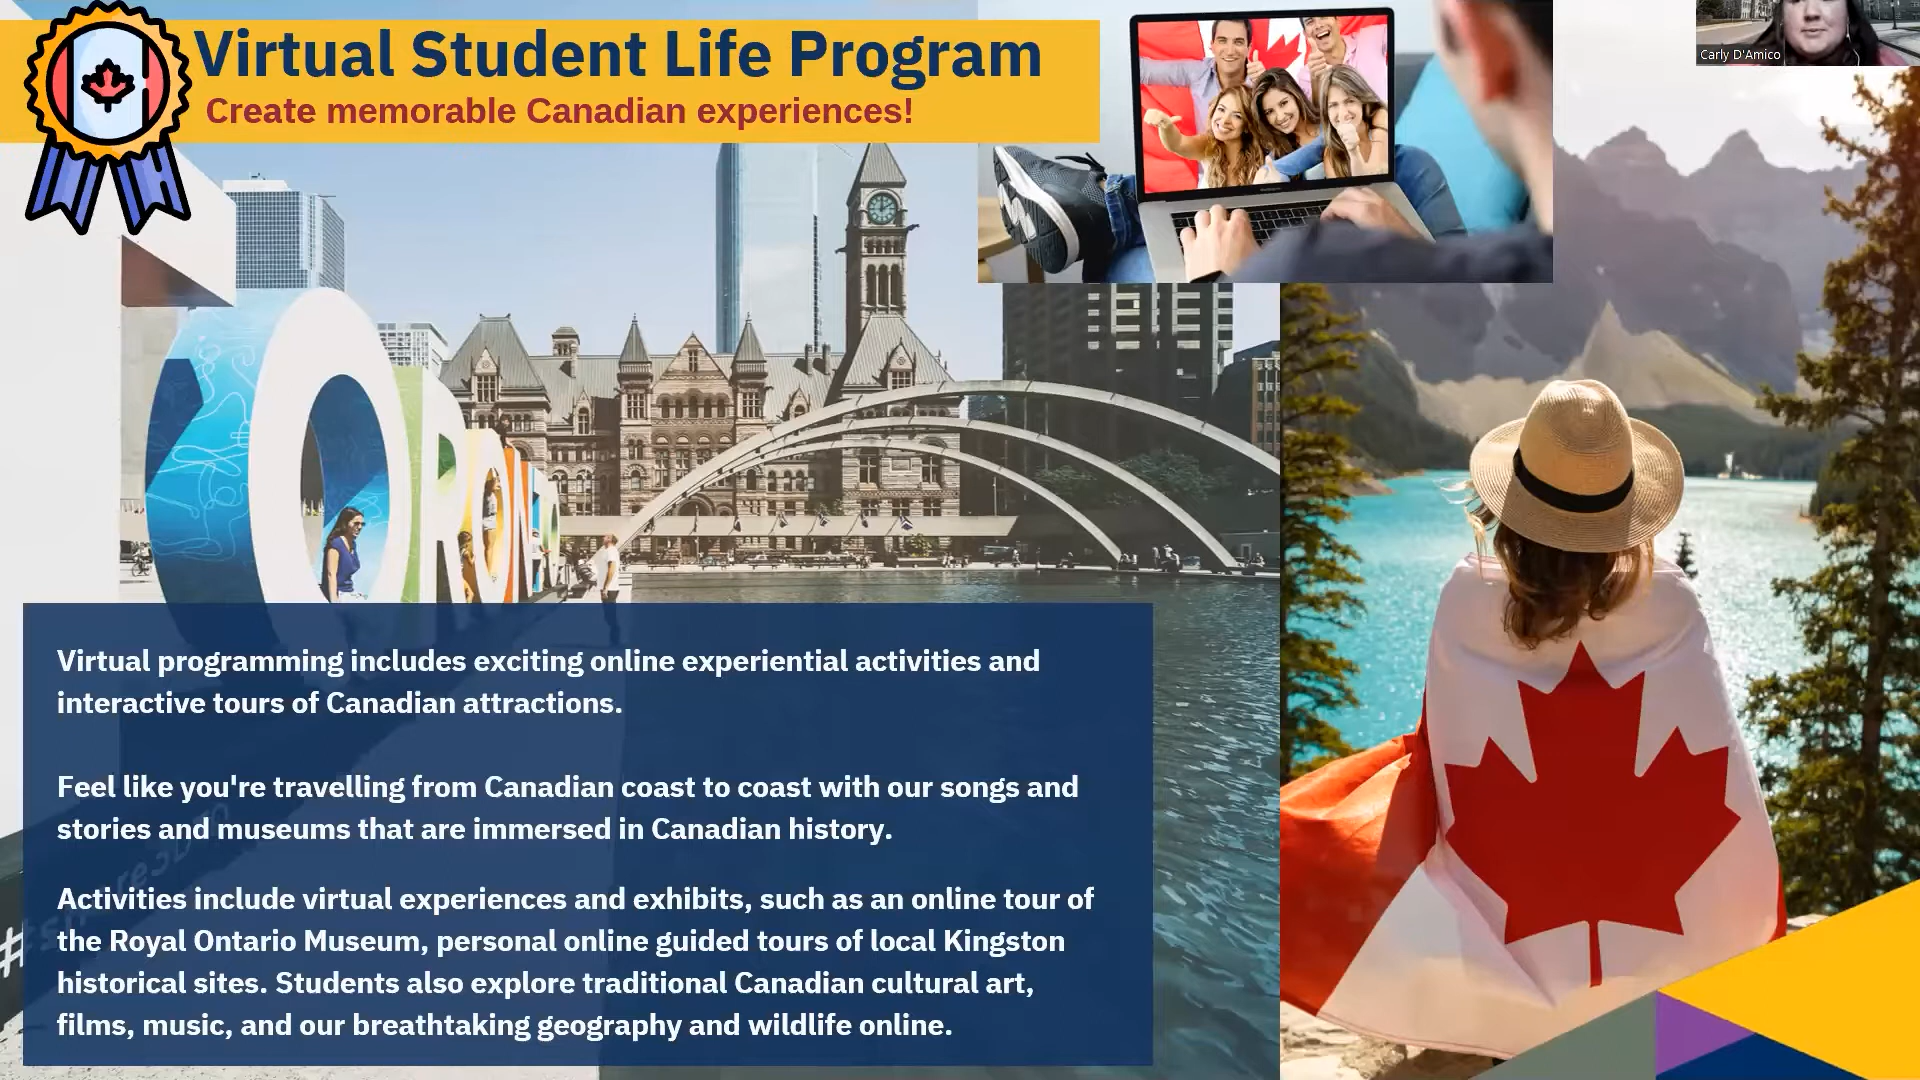 Virtual Student Life Program
Create memorable Canadian experiences!
Carly D'Amico
ORONTO
Virtual programming includes exciting online experiential activities and
interactive tours of Canadian attractions.
Feel like you're travelling from Canadian coast to coast with our songs and
stories and museums that are immersed in Canadian history.
Activities include virtual experiences and exhibits, such as an online tour of
the Royal Ontario Museum, personal online guided tours of local Kingston
historical sites. Students also explore traditional Canadian cultural art,
films, music, and our breathtaking geography and wildlife online.